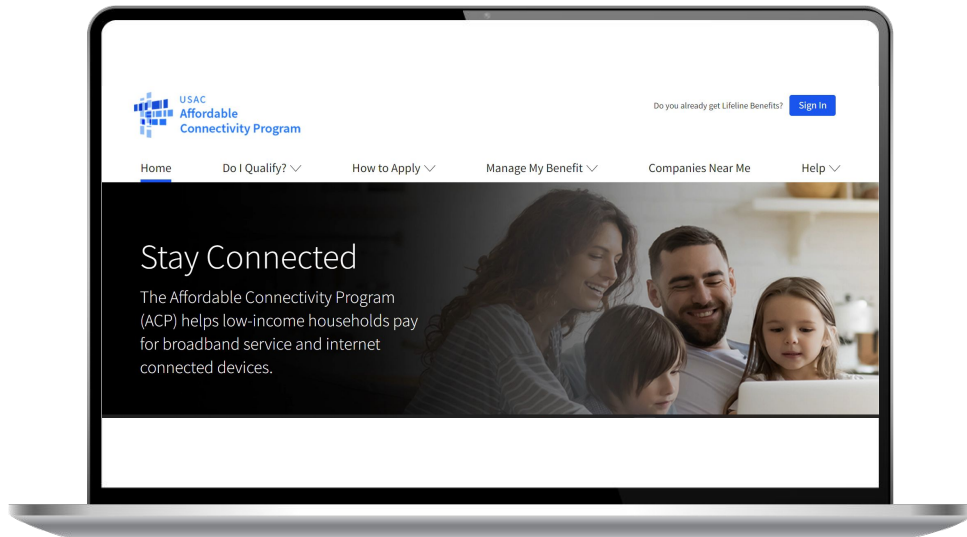 USAC
Affordable
Connectivity Program
Do you already get Lifeline Benefits? Sign In
Home Do I Qualify? How to Apply Manage My Benefit Companies Near Me Help
Stay Connected
The Affordable Connectivity Program
(ACP) helps low-income households pay
for broadband service and internet
connected devices.